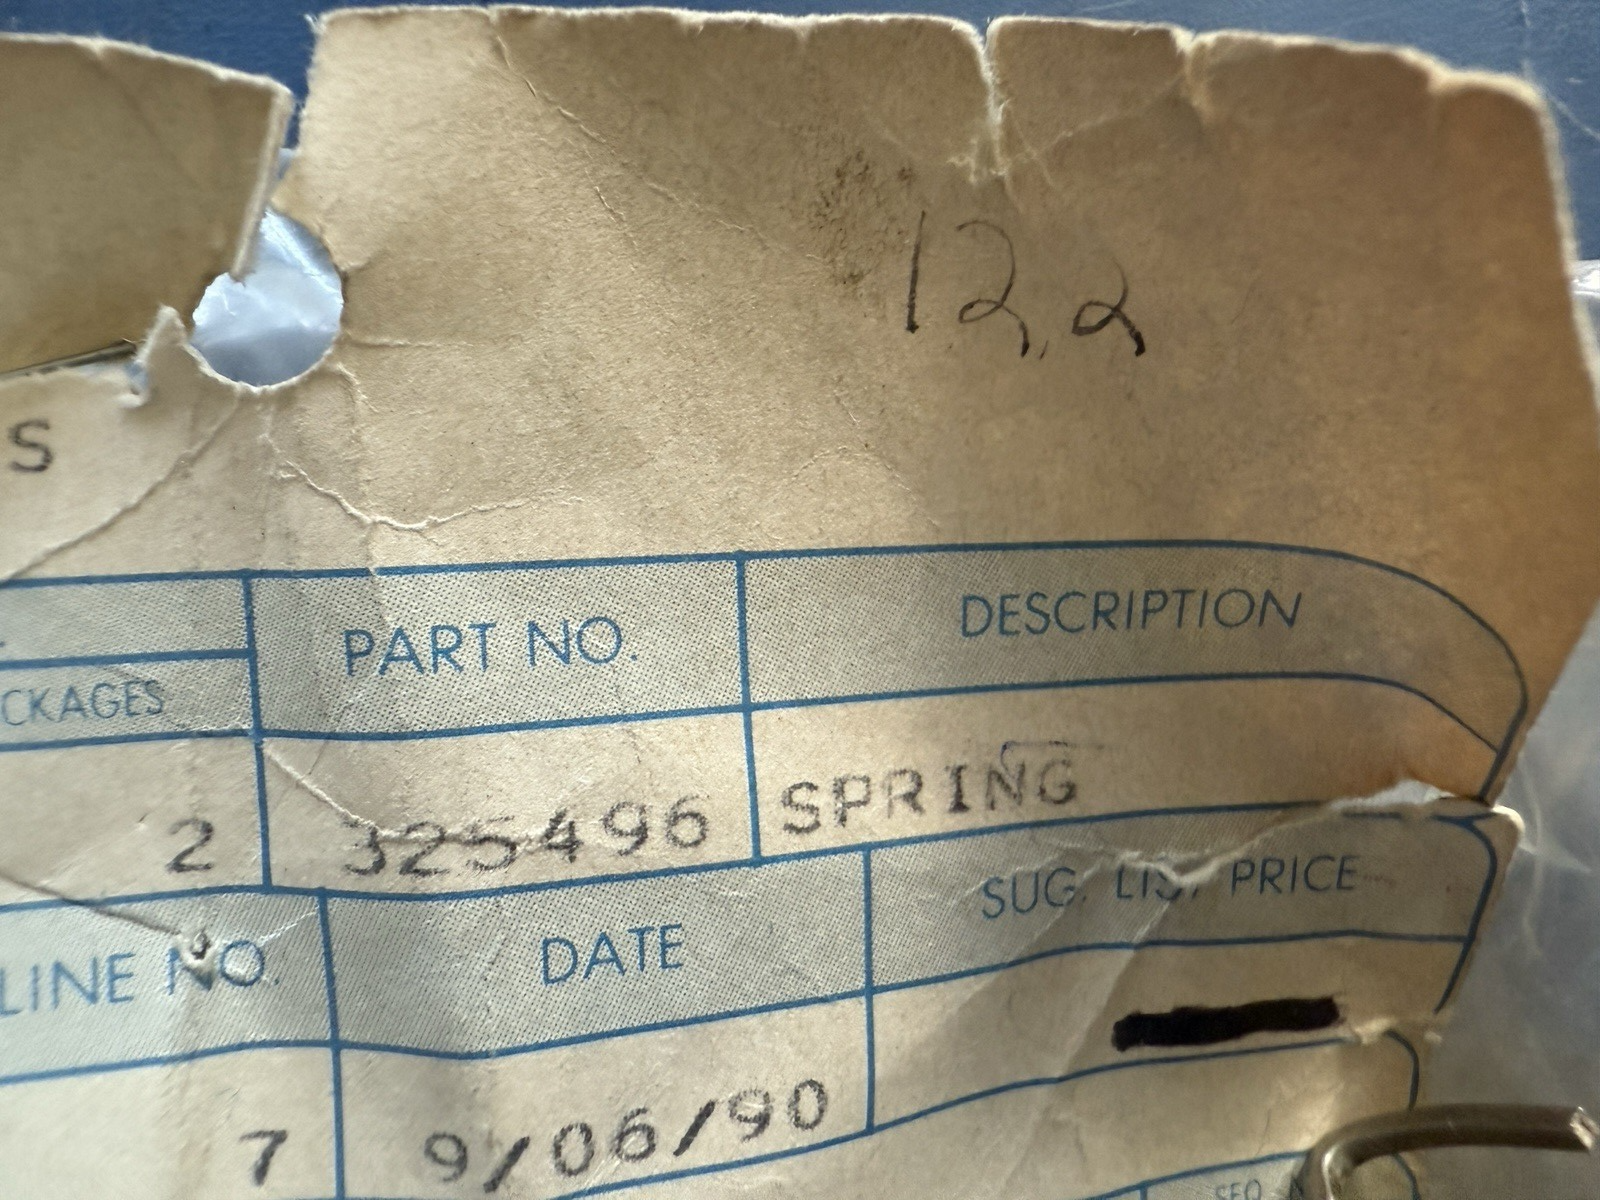 12.2
S
PART NO. DESCRIPTION
CKAGES
2 325496 SPRING
LINE NO. DATE SUG. LIST PRICE
7 9/06/90
SEQ. N